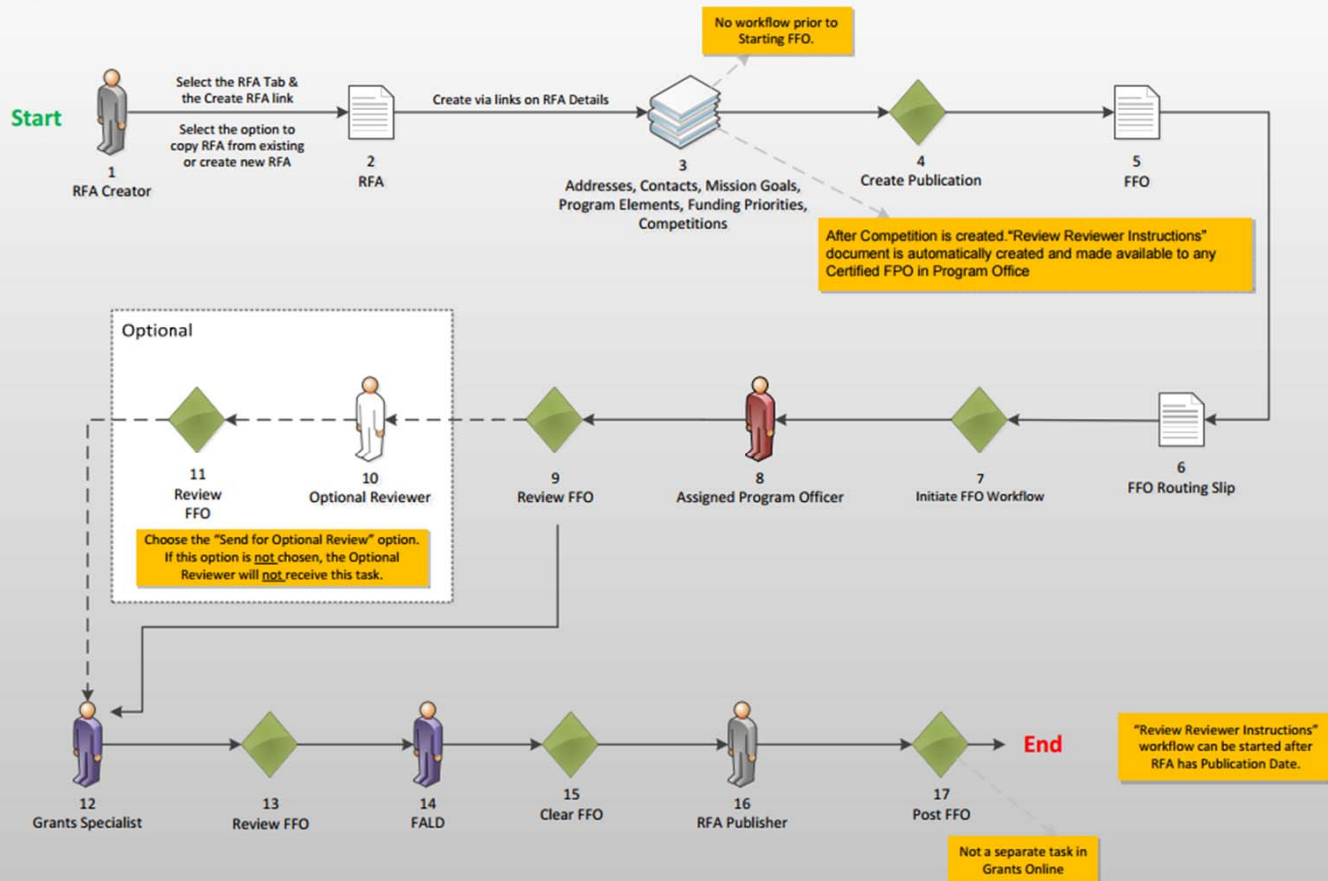 No workflow prior to
Starting FFO.
Start
Select the RFA Tab &
the Create RFA link
Select the option to
copy RFA from existing
or create new RFA
1
RFA Creator
2
RFA
Create via links on RFA Details
3
Addresses, Contacts, Mission Goals,
Program Elements, Funding Priorities,
Competitions
4
Create Publication
5
FFO
After Competition is created."Review Reviewer Instructions"
document is automatically created and made available to any
Certified FPO in Program Office
Optional
11
Review
FFO
10
Optional Reviewer
Choose the "Send for Optional Review" option.
If this option is not chosen, the Optional
Reviewer will not receive this task.
9
Review FFO
8
Assigned Program Officer
7
Initiate FFO Workflow
6
FFO Routing Slip
12
Grants Specialist
13
Review FFO
14
FALD
15
Clear FFO
16
RFA Publisher
17
Post FFO
End
"Review Reviewer Instructions"
workflow can be started after
RFA has Publication Date.
Not a separate task in
Grants Online